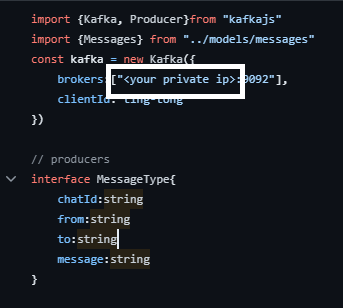 import {Kafka, Producer}from "kafkajs"
import {Messages} from "../models/messages"
const kafka = new Kafka({
brokers:["<your private ip>:9092"],
clientId: "ting-tong"
})
// producers
interface MessageType{
chatId:string
from:string
to:string
message:string
}